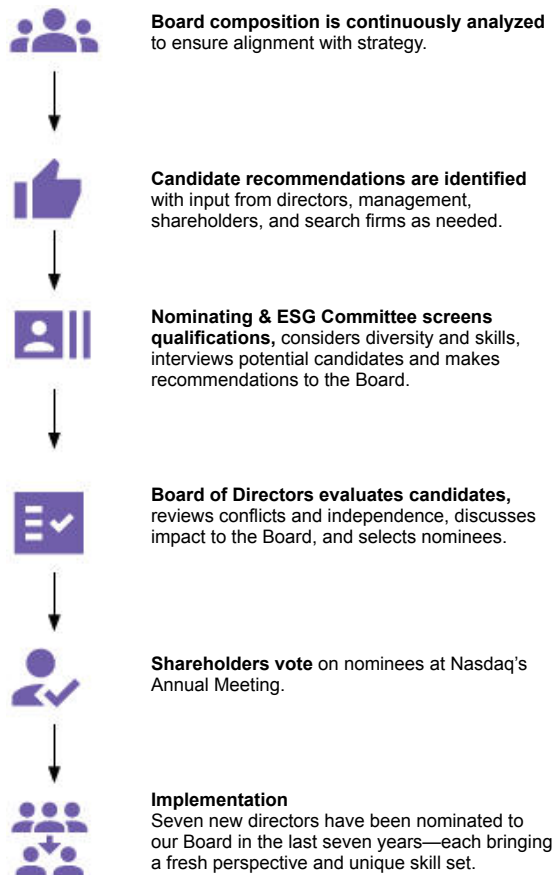 Board composition is continuously analyzed
to ensure alignment with strategy.
Candidate recommendations are identified
with input from directors, management,
shareholders, and search firms as needed.
Nominating & ESG Committee screens
qualifications, considers diversity and skills,
interviews potential candidates and makes
recommendations to the Board.
Board of Directors evaluates candidates,
reviews conflicts and independence, discusses
impact to the Board, and selects nominees.
Shareholders vote on nominees at Nasdaq's
Annual Meeting.
Implementation
Seven new directors have been nominated to
our Board in the last seven years—each bringing
a fresh perspective and unique skill set.